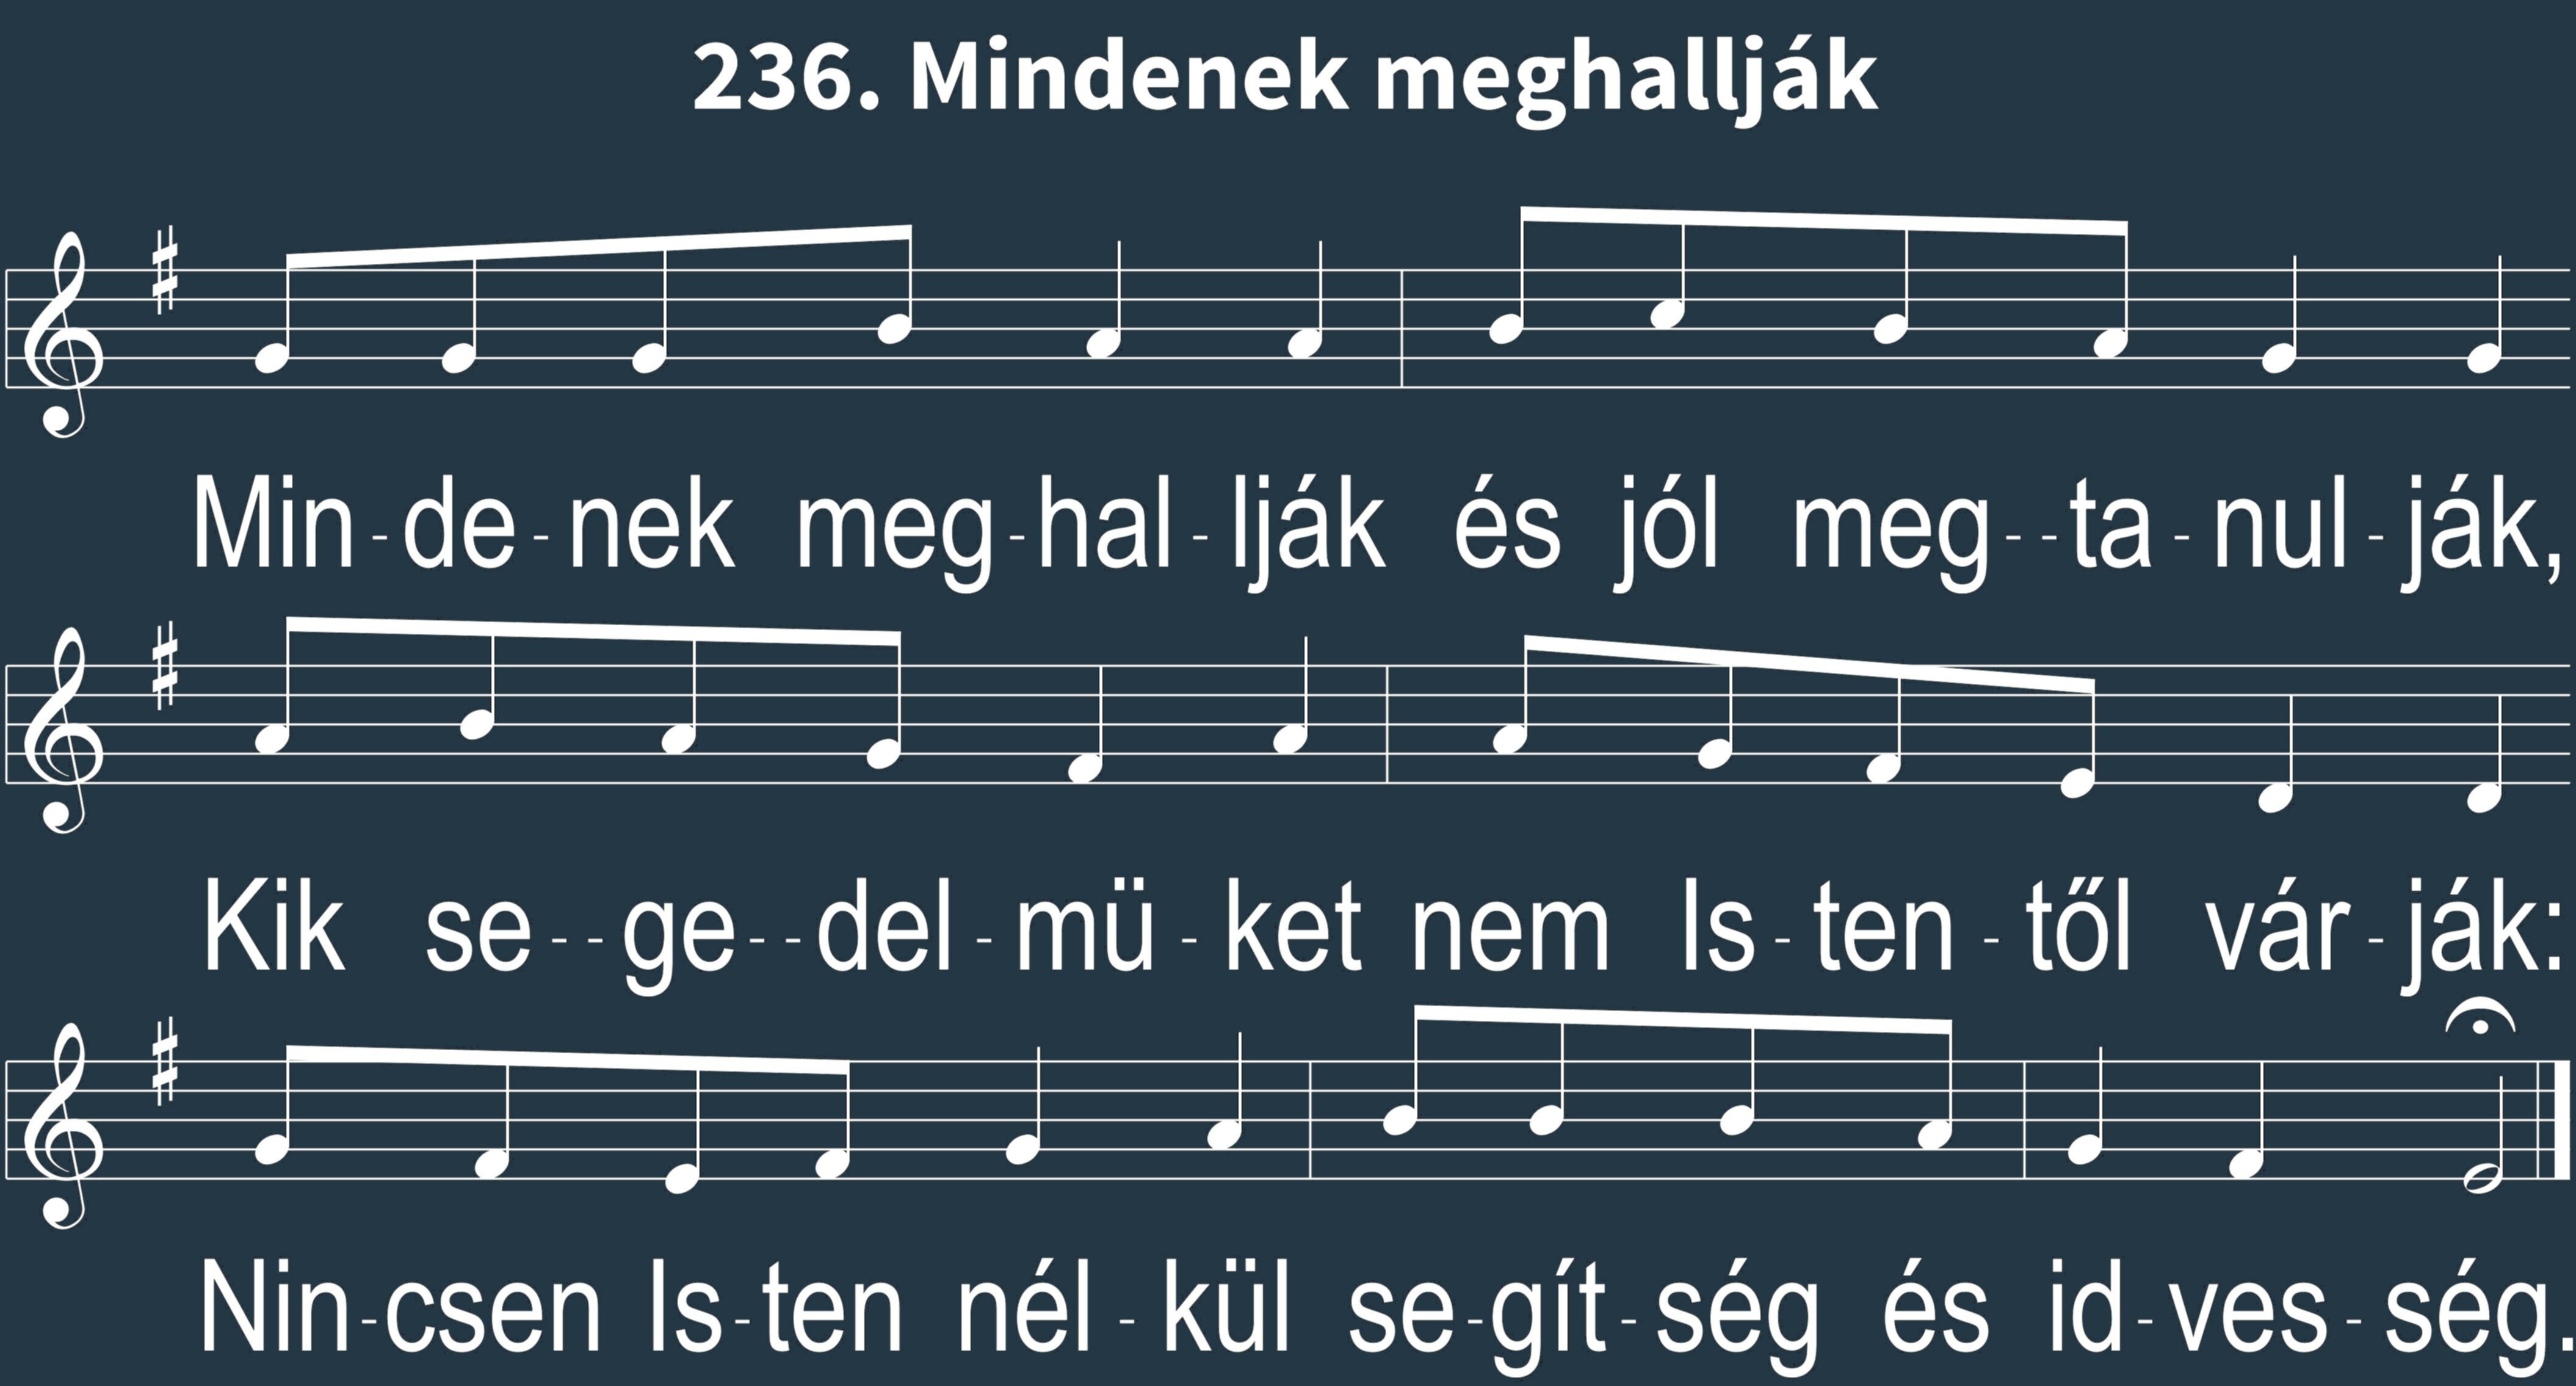 236. Mindenek meghallják
Min-de-nek meg-hal-lják és jól meg--ta-nul-ják,
Kik se--ge--del-mü-ket nem Is-ten-től vár-ják:
Nin-csen Is-ten nél-kül se-gít-ség és id-ves-ség.